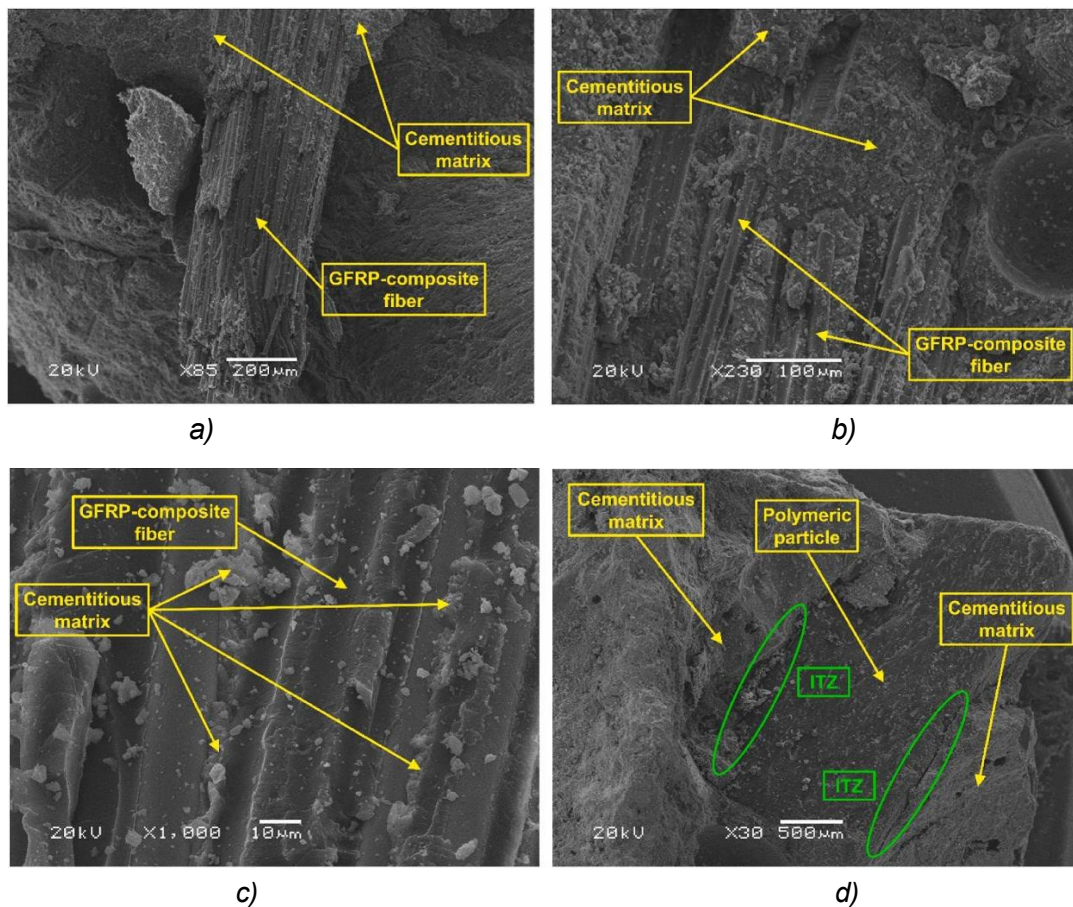 Cementitious
matrix
GFRP-composite
fiber
20kV X85 200μm
a)
Cementitious
matrix
GFRP-composite
fiber
20kV X230 100μm
b)
GFRP-composite
fiber
Cementitious
matrix
20kV X1,000 10μm
c)
Cementitious
matrix
Polymeric
particle
Cementitious
matrix
ITZ
ITZ
20kV X30 500μm
d)